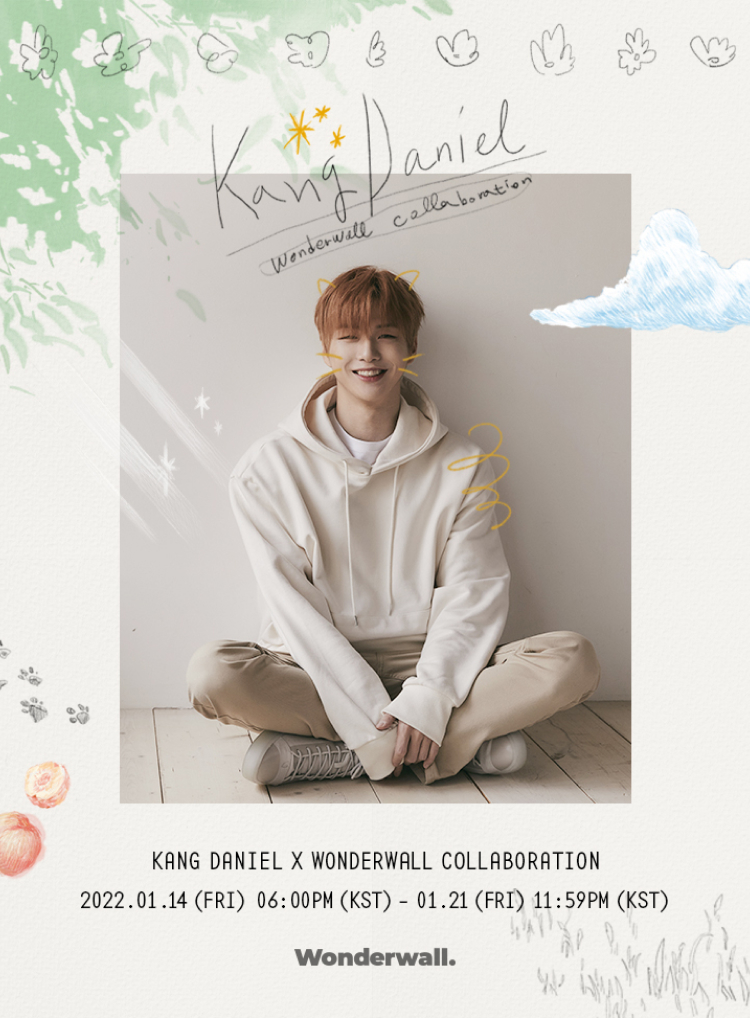 Kang Daniel
Wonderwall collaboration
KANG DANIEL X WONDERWALL COLLABORATION
2022.01.14 (FRI) 06:00PM (KST) - 01.21 (FRI) 11:59PM (KST)
Wonderwall.